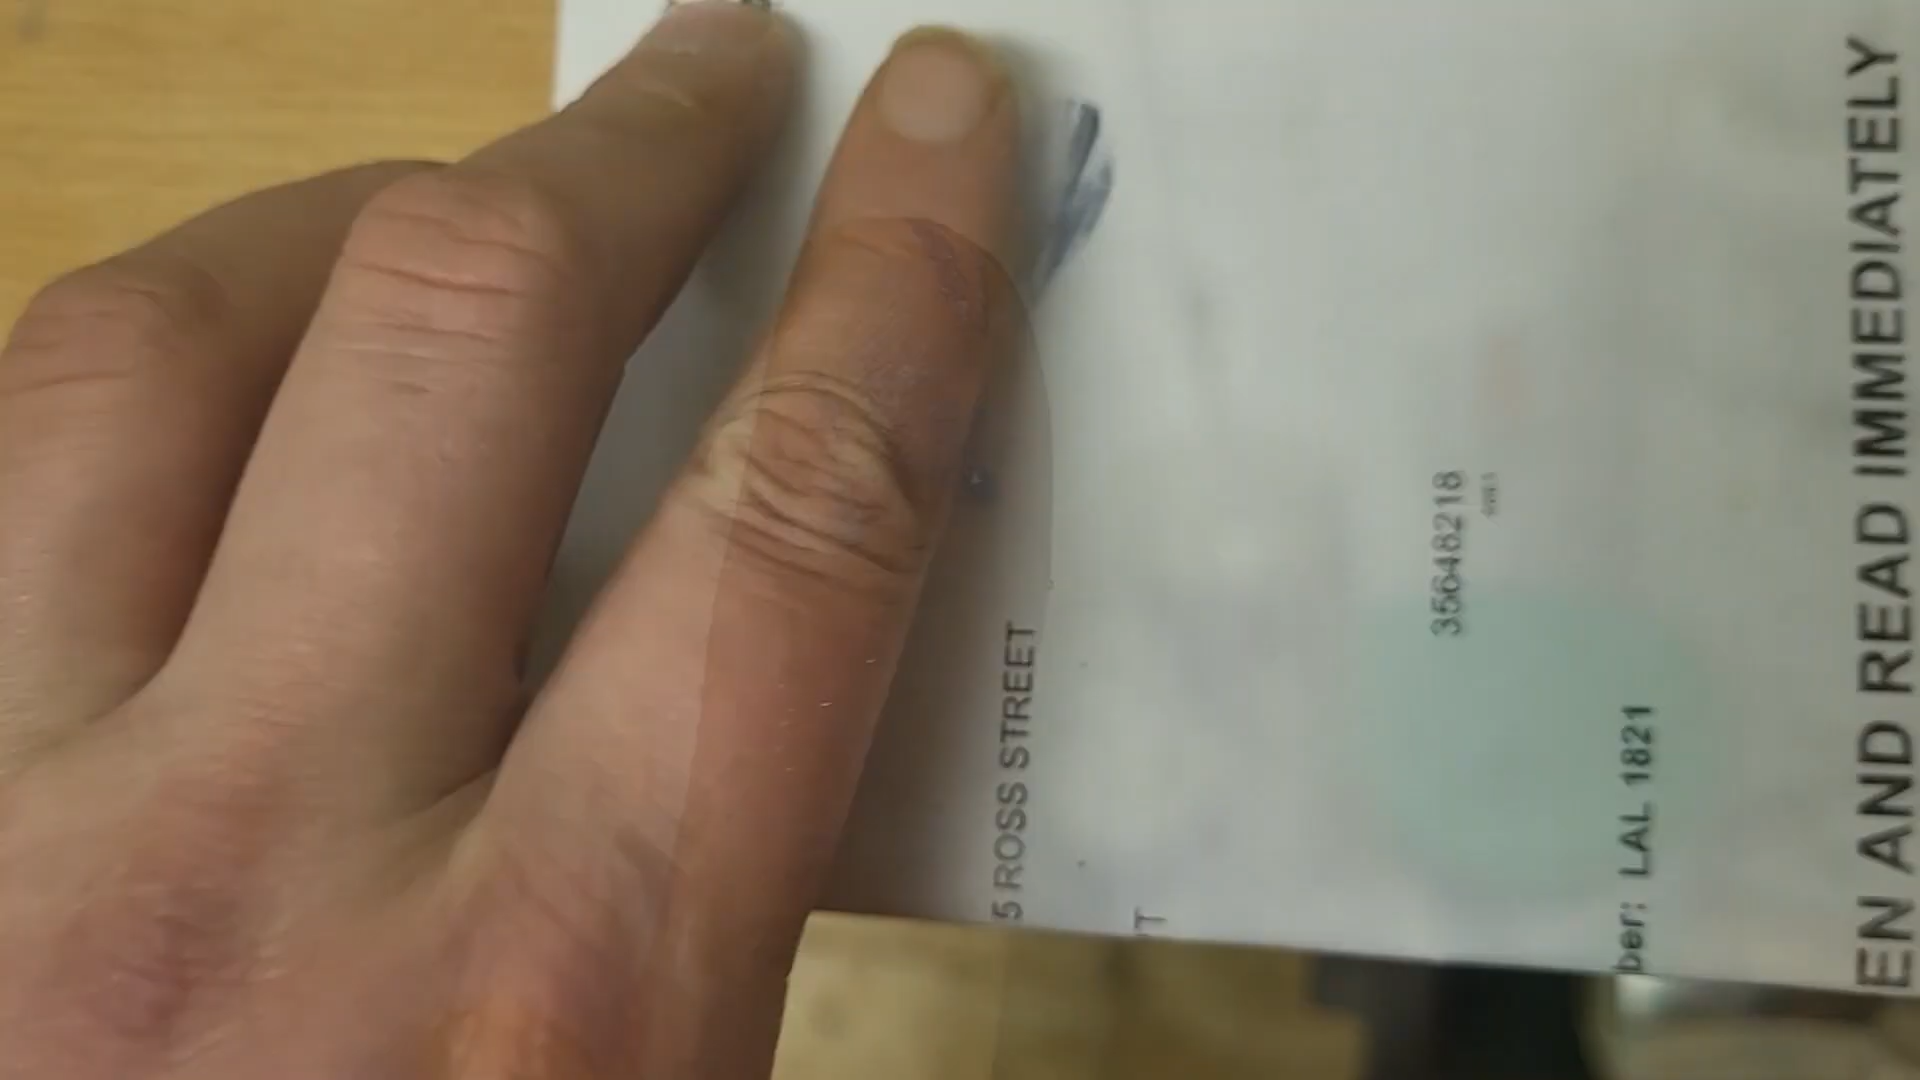 5 ROSS STREET
T
35648218
ber: LAL 1821
EN AND READ IMMEDIATELY